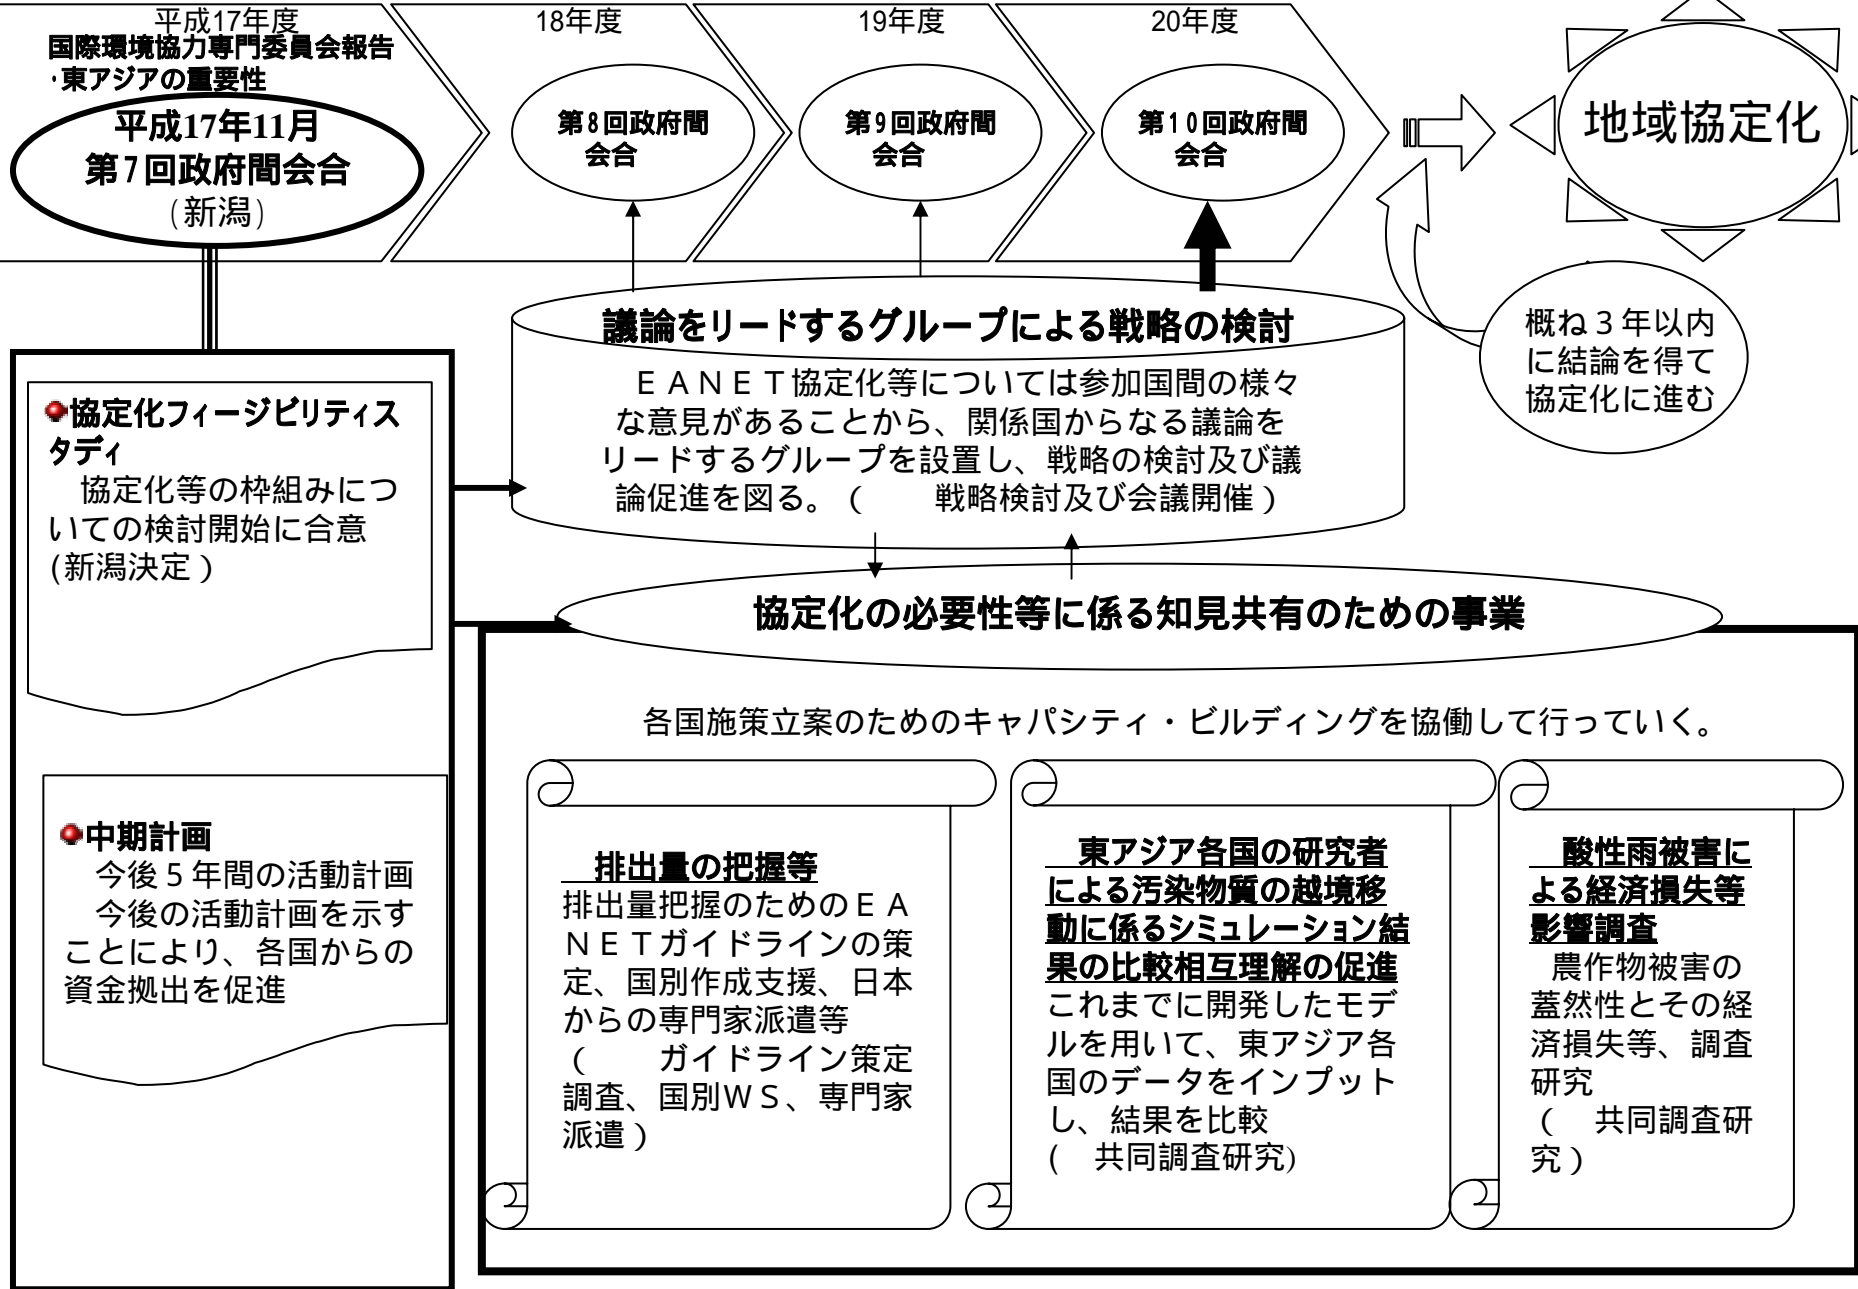 平成17年度
国際環境協力専門委員会報告
・東アジアの重要性
平成17年11月
第7回政府間会合
(新潟)
18年度
第8回政府間
会合
19年度
第9回政府間
会合
20年度
第10回政府間
会合
地域協定化
概ね３年以内
に結論を得て
協定化に進む
議論をリードするグループによる戦略の検討
ＥＡＮＥＴ協定化等については参加国間の様々
な意見があることから、関係国からなる議論を
リードするグループを設置し、戦略の検討及び議
論促進を図る。（　　戦略検討及び会議開催）
協定化フィージビリティス
タディ
協定化等の枠組みにつ
いての検討開始に合意
(新潟決定）
中期計画
今後５年間の活動計画
今後の活動計画を示す
ことにより、各国からの
資金拠出を促進
協定化の必要性等に係る知見共有のための事業
各国施策立案のためのキャパシティ・ビルディングを協働して行っていく。
排出量の把握等
排出量把握のためのＥＡ
ＮＥＴガイドラインの策
定、国別作成支援、日本
からの専門家派遣等
（　　ガイドライン策定
調査、国別ＷＳ、専門家
派遣）
東アジア各国の研究者
による汚染物質の越境移
動に係るシミュレーション結
果の比較相互理解の促進
これまでに開発したモデ
ルを用いて、東アジア各
国のデータをインプット
し、結果を比較
(　共同調査研究)
酸性雨被害に
よる経済損失等
影響調査
農作物被害の
蓋然性とその経
済損失等、調査
研究
（　共同調査研
究）